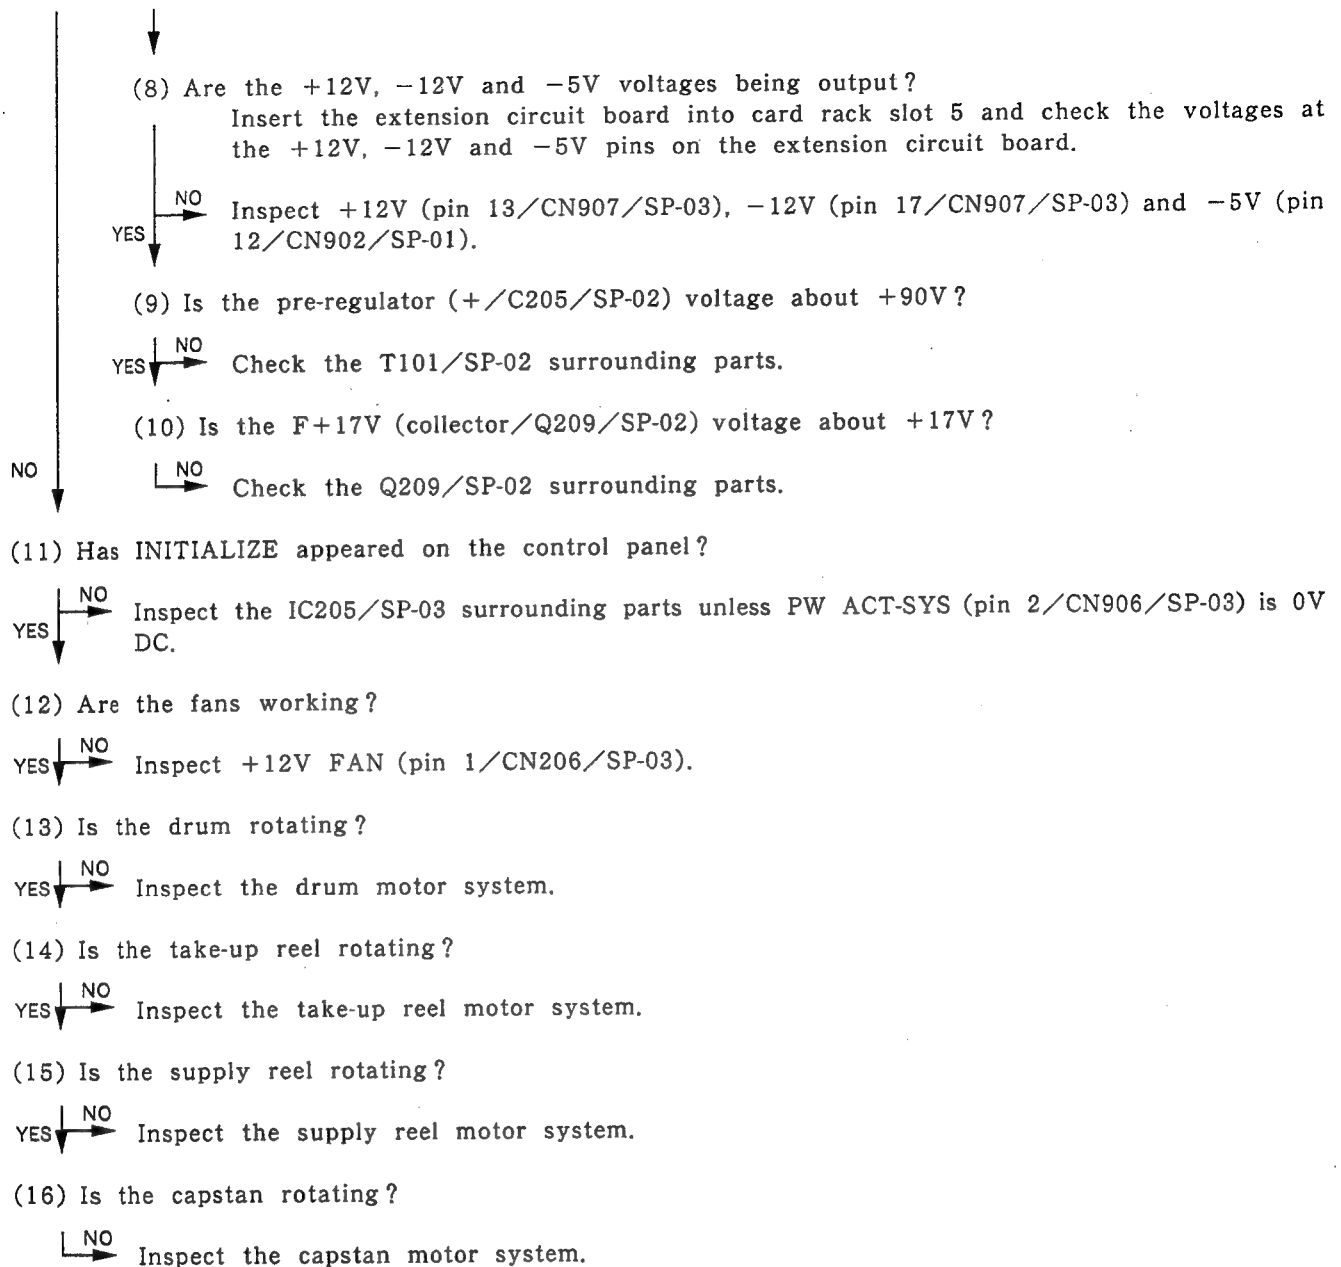 (8) Are the +12V, −12V and −5V voltages being output?
Insert the extension circuit board into card rack slot 5 and check the voltages at
the +12V, −12V and −5V pins on the extension circuit board.
NO
Inspect +12V (pin 13/CN907/SP-03), −12V (pin 17/CN907/SP-03) and −5V (pin
YES
12/CN902/SP-01).
(9) Is the pre-regulator (+/C205/SP-02) voltage about +90V?
YES NO
Check the T101/SP-02 surrounding parts.
(10) Is the F+17V (collector/Q209/SP-02) voltage about +17V?
NO
NO
Check the Q209/SP-02 surrounding parts.
(11) Has INITIALIZE appeared on the control panel?
NO
Inspect the IC205/SP-03 surrounding parts unless PW ACT-SYS (pin 2/CN906/SP-03) is 0V
YES
DC.
(12) Are the fans working?
YES NO
Inspect +12V FAN (pin 1/CN206/SP-03).
(13) Is the drum rotating?
YES NO
Inspect the drum motor system.
(14) Is the take-up reel rotating?
YES NO
Inspect the take-up reel motor system.
(15) Is the supply reel rotating?
YES NO
Inspect the supply reel motor system.
(16) Is the capstan rotating?
NO
Inspect the capstan motor system.